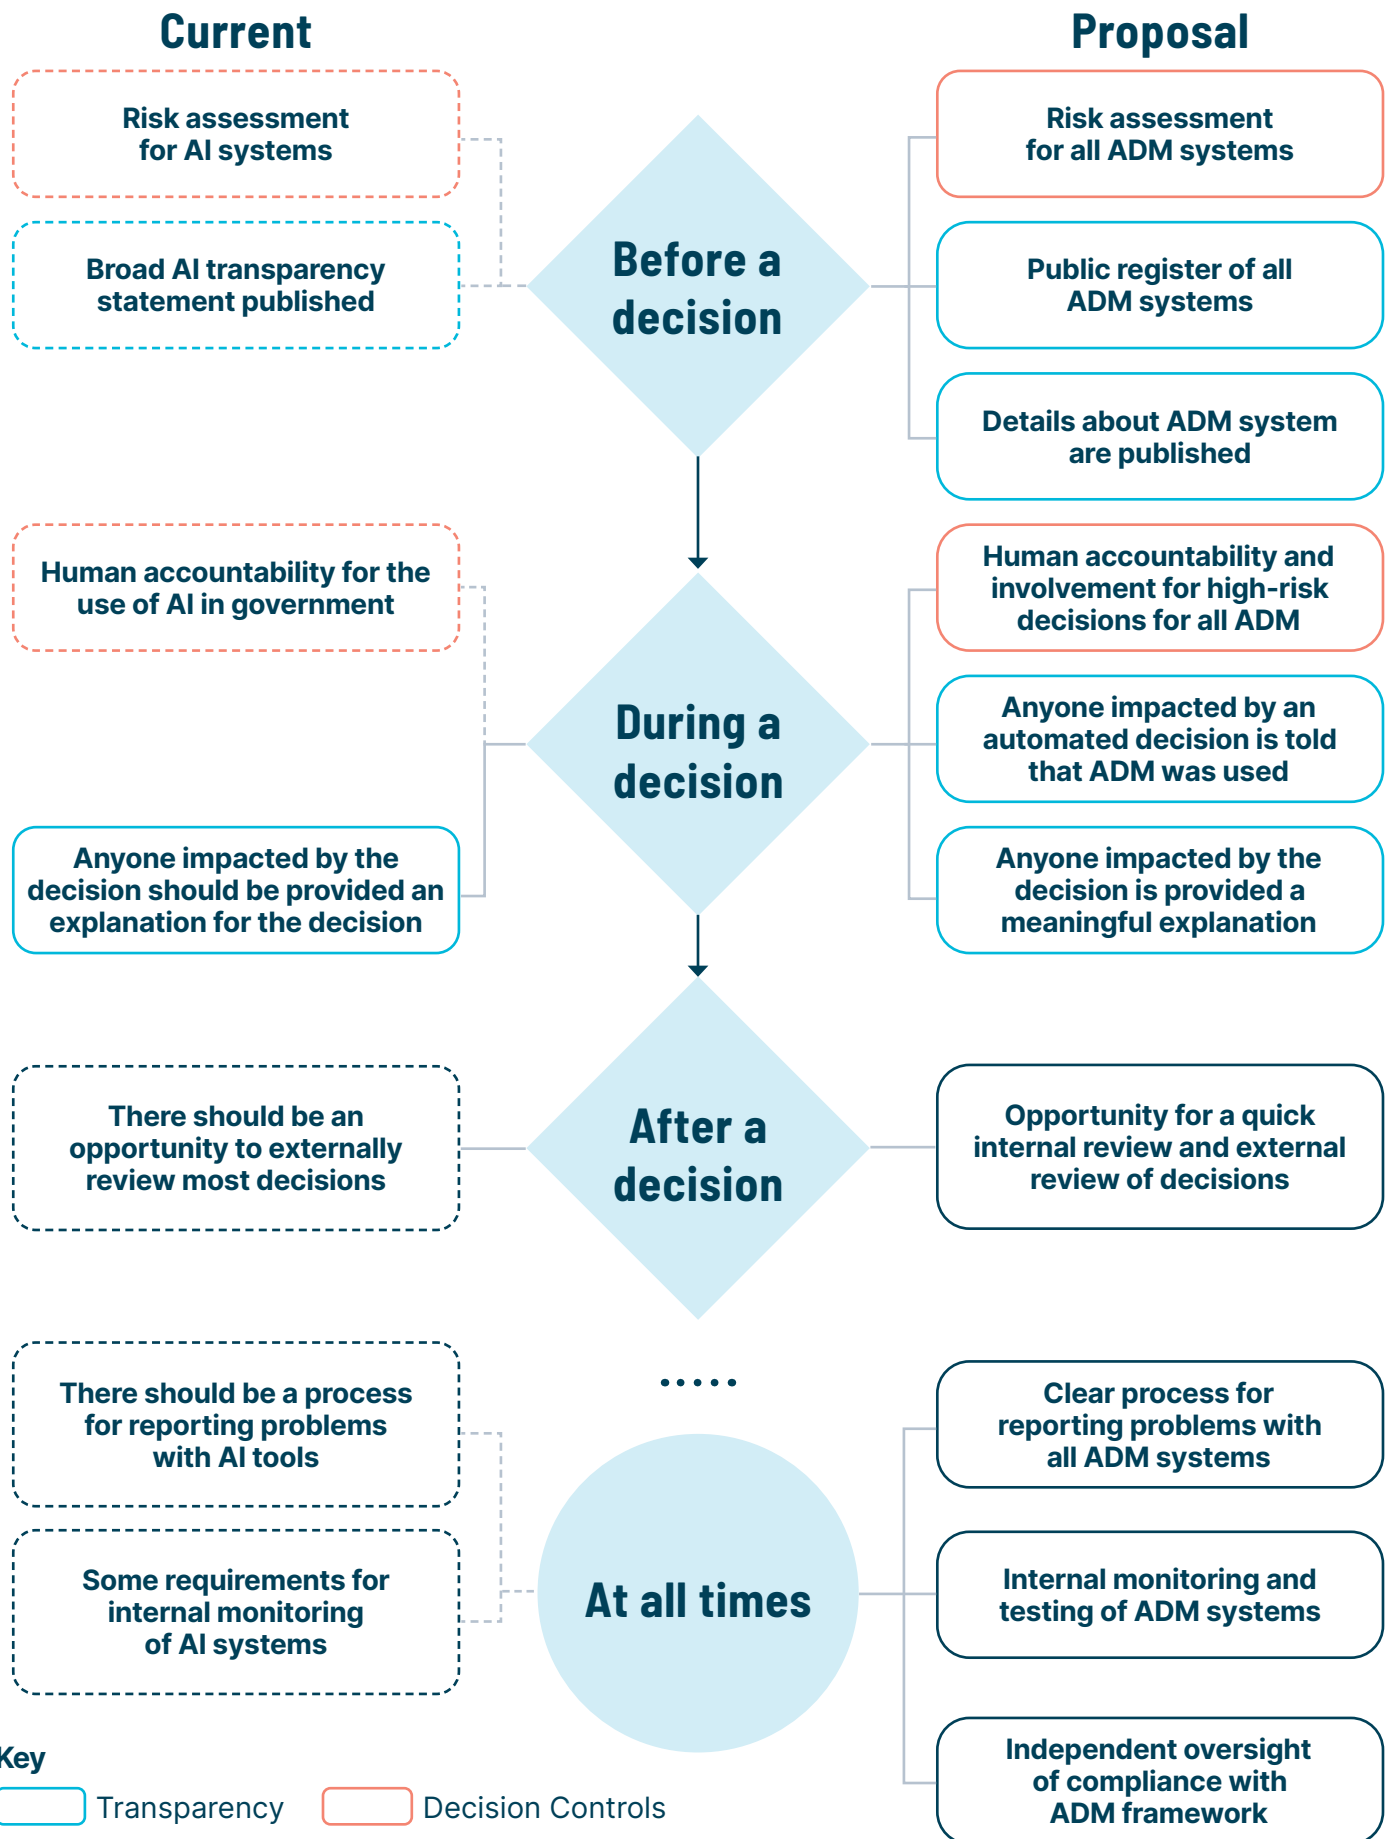 Current
Proposal
Risk assessment
for AI systems
Broad AI transparency
statement published
Before a
decision
Risk assessment
for all ADM systems
Public register of all
ADM systems
Details about ADM system
are published
Human accountability for the
use of AI in government
Anyone impacted by the
decision should be provided an
explanation for the decision
During a
decision
Human accountability and
involvement for high-risk
decisions for all ADM
Anyone impacted by an
automated decision is told
that ADM was used
Anyone impacted by the
decision is provided a
meaningful explanation
There should be an
opportunity to externally
review most decisions
After a
decision
Opportunity for a quick
internal review and external
review of decisions
There should be a process
for reporting problems
with AI tools
Some requirements for
internal monitoring
of AI systems
At all times
Clear process for
reporting problems with
all ADM systems
Internal monitoring and
testing of ADM systems
Independent oversight
of compliance with
ADM framework
Key
Transparency
Decision Controls